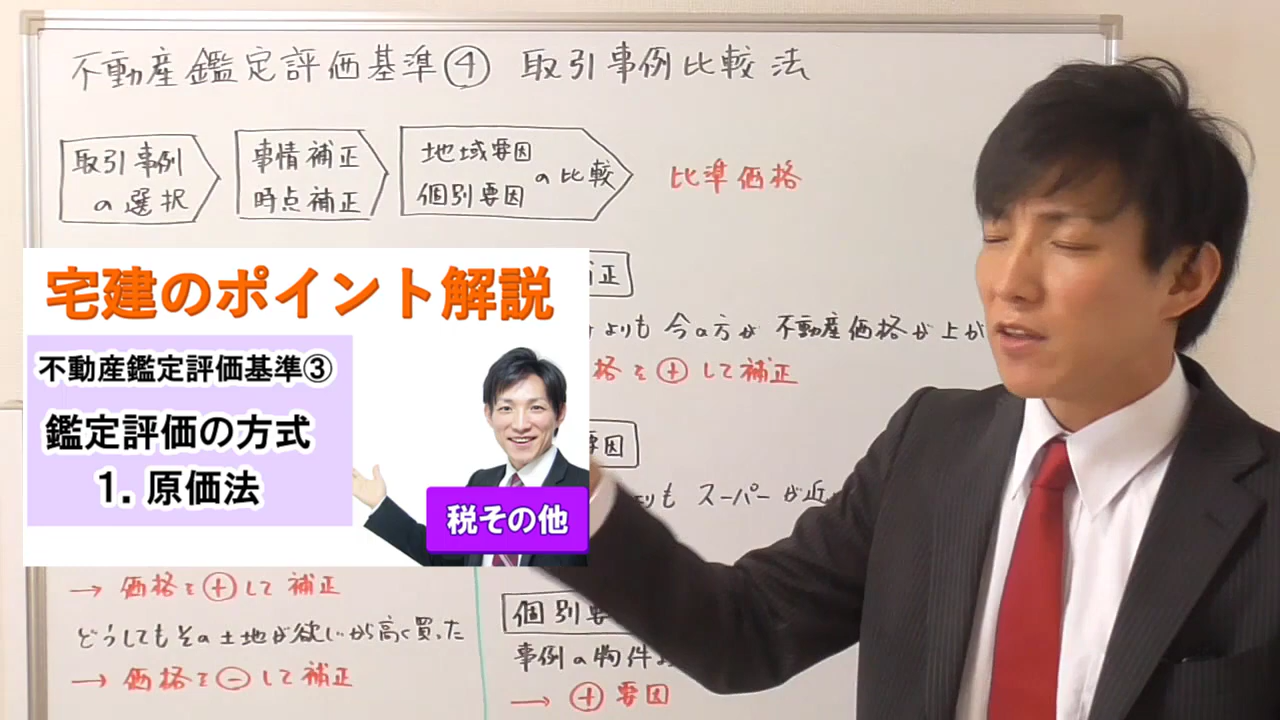 不動産鑑定評価基準④ 取引事例比較法
取引事例
の選択
事情補正
時点補正
地域要因
個別要因
の比較
比準価格
宅建のポイント解説
不動産鑑定評価基準③
鑑定評価の方式
1. 原価法
税その他
正
よりも 今の方が 不動産価格が上が
格を⊕して補正
要因
よりも スーパーが近
→ 価格を⊕して補正
どうしてもその土地が欲しいから高く買った
→ 価格を⊖して補正
個別要
事例の物件よ
→ ⊕要因